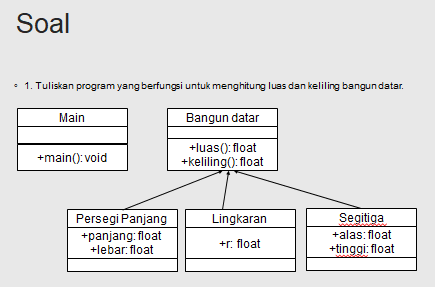 Soal
1. Tuliskan program yang berfungsi untuk menghitung luas dan keliling bangun datar.
Main
+main(): void
Bangun datar
+luas(): float
+keliling(): float
Persegi Panjang
+panjang: float
+lebar: float
Lingkaran
+r: float
Segitiga
+alas: float
+tinggi: float